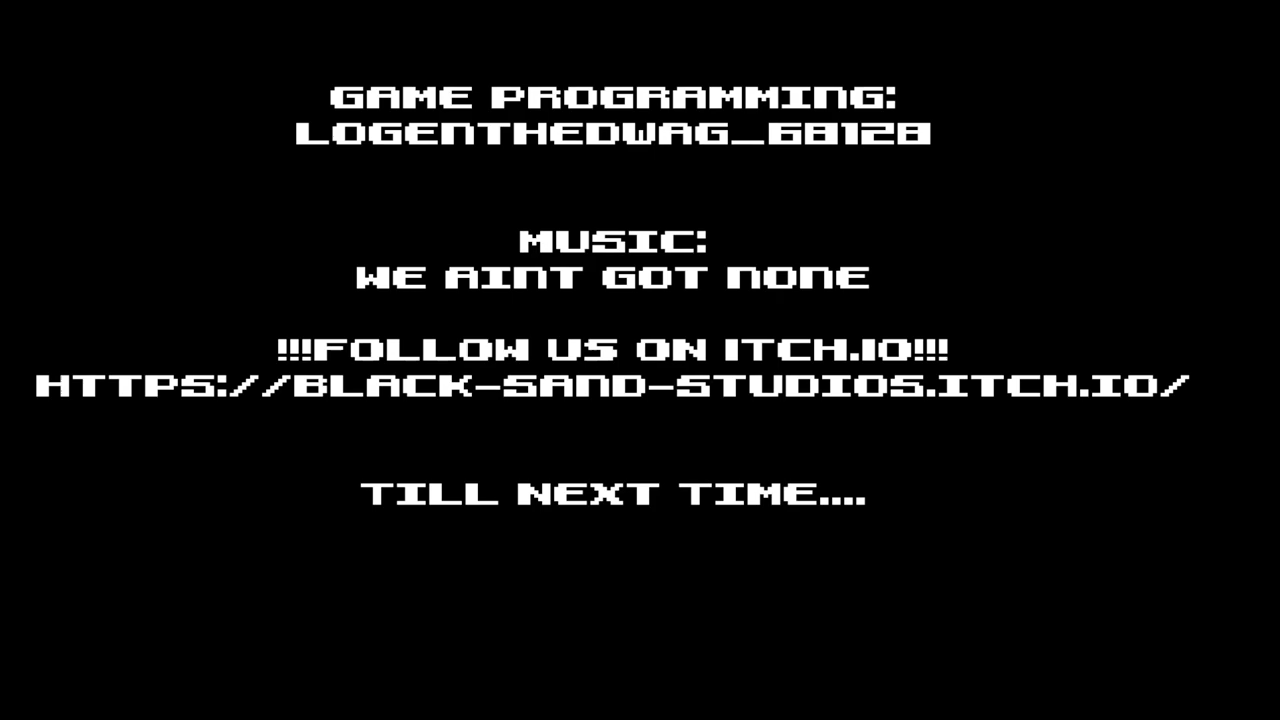 GAME PROGRAMMING:
LOGENTHEDWAG_68128
MUSIC:
WE AINT GOT NONE
!!!FOLLOW US ON ITCH.IO!!!
HTTPS://BLACK-SAND-STUDIOS.ITCH.IO/
TILL NEXT TIME....